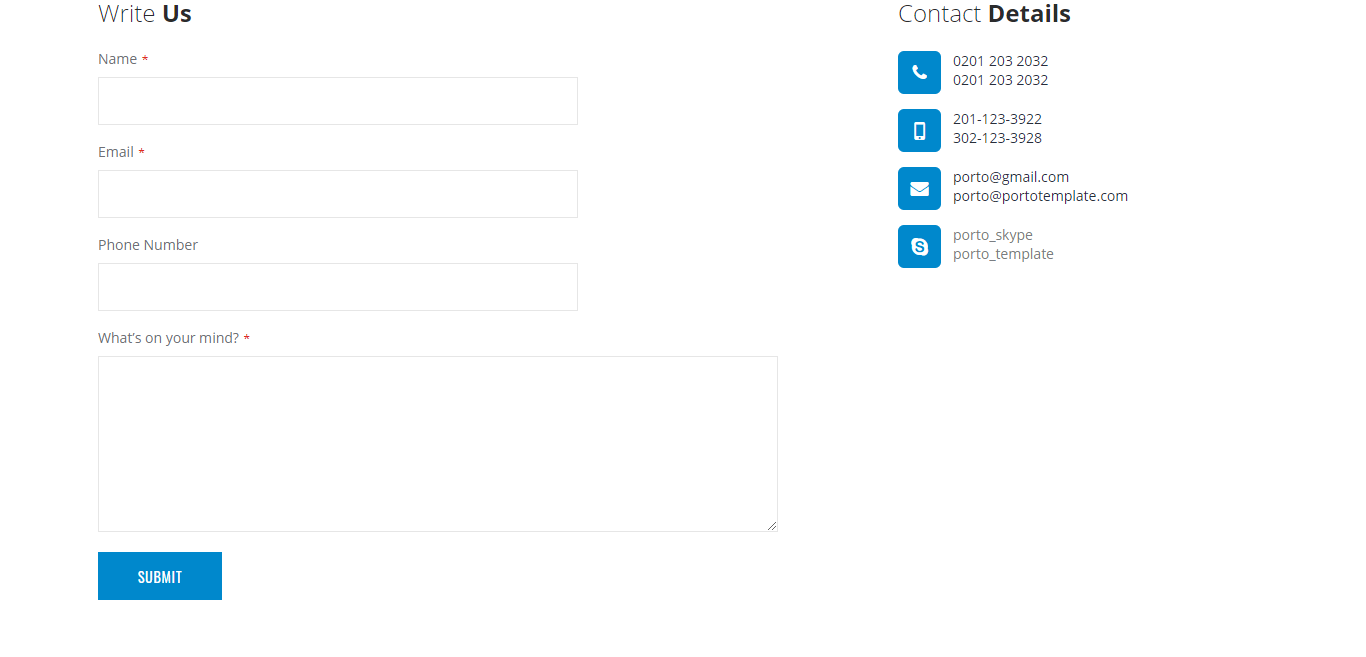 Write Us
Name *
Email *
Phone Number
What's on your mind? *
SUBMIT
Contact Details
0201 203 2032
0201 203 2032
201-123-3922
302-123-3928
porto@gmail.com
porto@portotemplate.com
porto_skype
porto_template